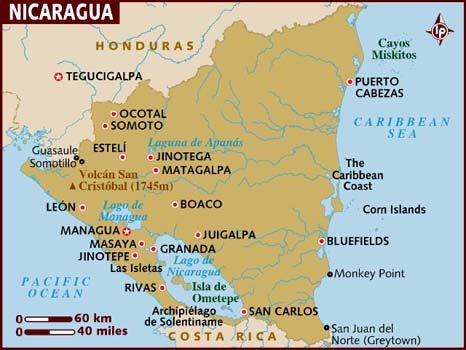 NICARAGUA
HONDURAS
TEGUCIGALPA
lp
Cayos
Miskitos
PUERTO
CABEZAS
OCOTAL
SOMOTO
CARIBBEAN
SEA
Laguna de Apanás
ESTELÍ
JINOTEGA
Guasaule
Somotillo
MATAGALPA
Volcán San
Cristóbal (1745m)
The
Caribbean
Coast
LEÓN
Lago de
Managua
BOACO
Corn Islands
MANAGUA
MASAYA
JINOTEPE
GRANADA
JUIGALPA
BLUEFIELDS
Las Isletas
Lago de
Nicaragua
Monkey Point
PACIFIC
OCEAN
RIVAS
Isla de
Ometepe
Archipiélago
de Solentiname
SAN CARLOS
0 60 km
0 40 miles
COSTA RICA
San Juan del
Norte (Greytown)